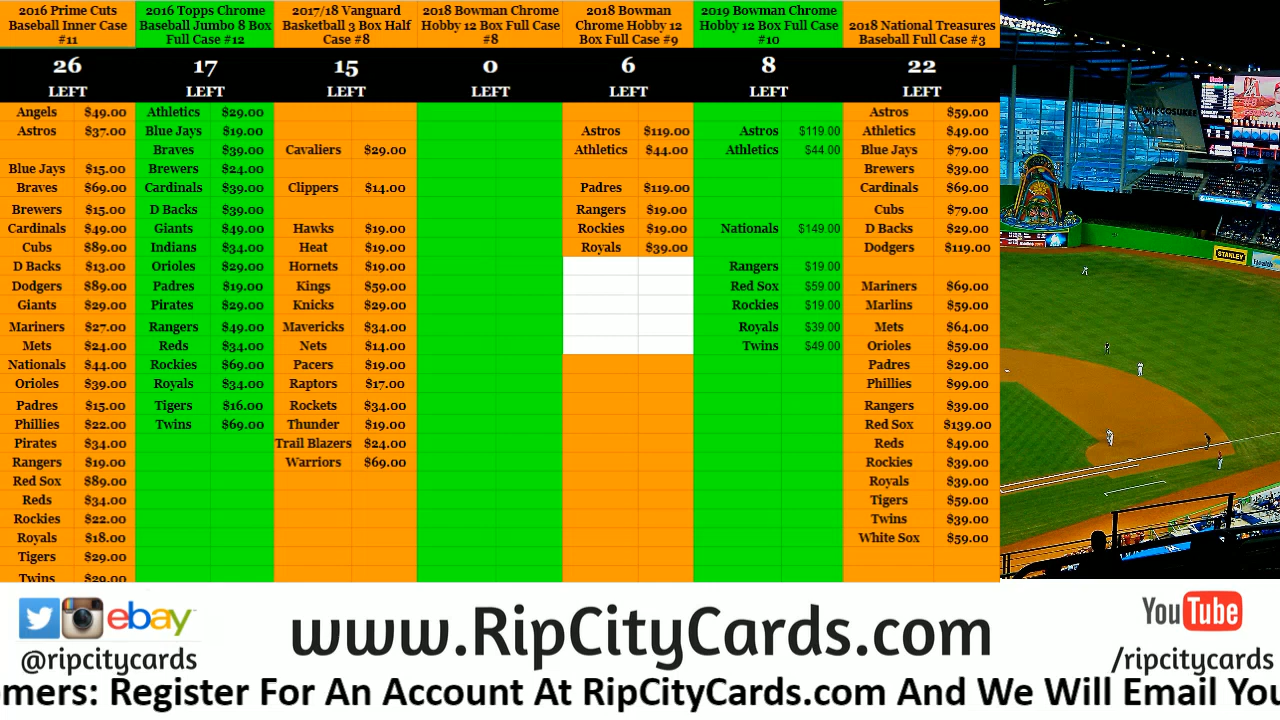 2016 Prime Cuts
Baseball Inner Case
#11
26
LEFT
Angels $49.00
Astros $37.00
Blue Jays $15.00
Braves $69.00
Brewers $15.00
Cardinals $49.00
Cubs $89.00
D Backs $13.00
Dodgers $89.00
Giants $29.00
Mariners $27.00
Mets $24.00
Nationals $44.00
Orioles $39.00
Padres $15.00
Phillies $22.00
Pirates $34.00
Rangers $19.00
Red Sox $89.00
Reds $34.00
Rockies $22.00
Royals $18.00
Tigers $29.00
Twins $29.00
2016 Topps Chrome
Baseball Jumbo 8 Box
Full Case #12
17
LEFT
Athletics $29.00
Blue Jays $19.00
Braves $39.00
Brewers $24.00
Cardinals $39.00
D Backs $39.00
Giants $49.00
Indians $34.00
Orioles $29.00
Padres $19.00
Pirates $29.00
Rangers $49.00
Reds $34.00
Rockies $69.00
Royals $34.00
Tigers $16.00
Twins $69.00
2017/18 Vanguard
Basketball 3 Box Half
Case #8
15
LEFT
Cavaliers $29.00
Clippers $14.00
Hawks $19.00
Heat $19.00
Hornets $19.00
Kings $59.00
Knicks $29.00
Mavericks $34.00
Nets $14.00
Pacers $19.00
Raptors $17.00
Rockets $34.00
Thunder $19.00
Trail Blazers $24.00
Warriors $69.00
2018 Bowman Chrome
Hobby 12 Box Full Case
#8
0
LEFT
2018 Bowman
Chrome Hobby 12
Box Full Case #9
6
LEFT
Astros $119.00
Athletics $44.00
Padres $119.00
Rangers $19.00
Rockies $19.00
Royals $39.00
2019 Bowman Chrome
Hobby 12 Box Full Case
#10
8
LEFT
Astros $119.00
Athletics $44.00
Nationals $149.00
Rangers $19.00
Red Sox $59.00
Rockies $19.00
Royals $39.00
Twins $49.00
2018 National Treasures
Baseball Full Case #3
22
LEFT
Astros $59.00
Athletics $49.00
Blue Jays $79.00
Brewers $39.00
Cardinals $69.00
Cubs $79.00
D Backs $29.00
Dodgers $119.00
Mariners $69.00
Marlins $59.00
Mets $64.00
Orioles $59.00
Padres $29.00
Phillies $99.00
Rangers $39.00
Red Sox $139.00
Reds $49.00
Rockies $39.00
Royals $39.00
Tigers $59.00
Twins $39.00
White Sox $59.00
STANLEY
pepsi
ebay
@ripcitycards
www.RipCityCards.com
YouTube
/ripcitycards
omers: Register For An Account At RipCityCards.com And We Will Email You